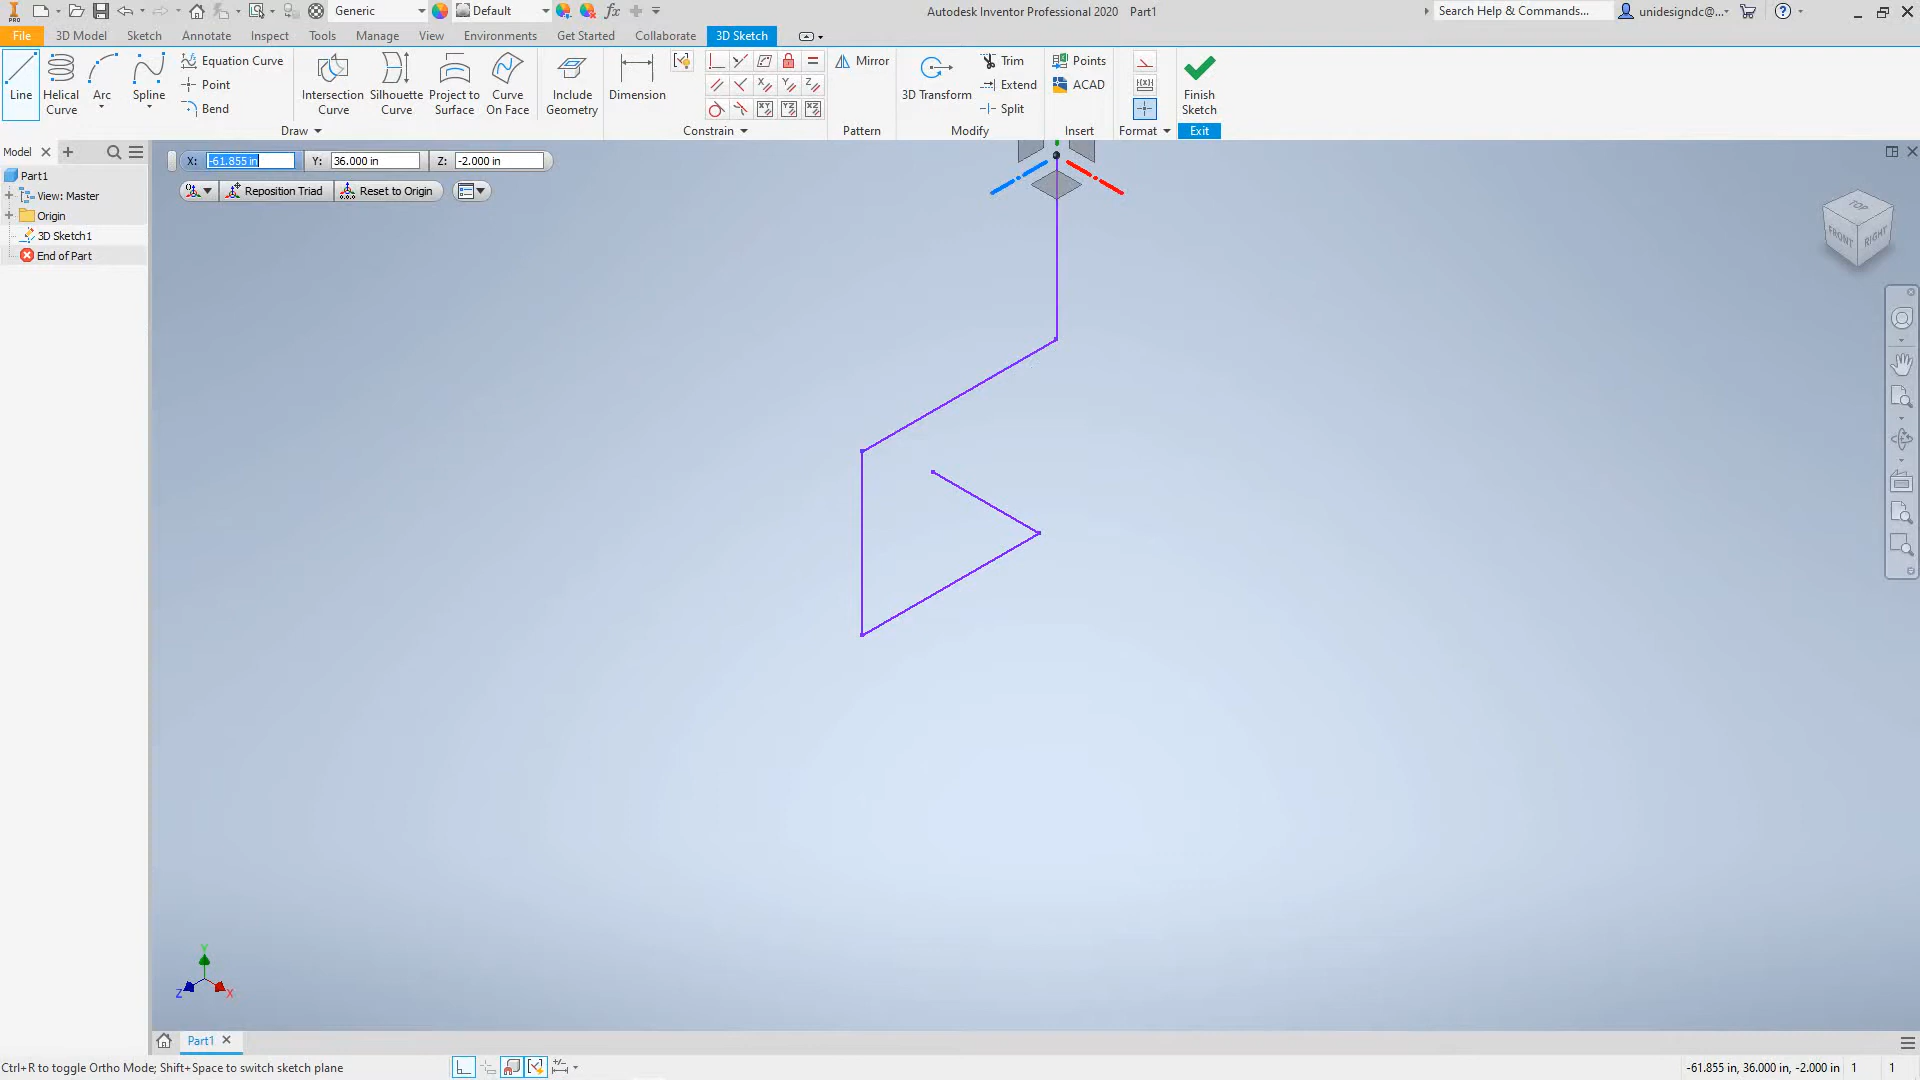 Generic
Default
Autodesk Inventor Professional 2020 Part1
Search Help & Commands...
unidesigndc@...
PRO
File
3D Model
Sketch
Annotate
Inspect
Tools
Manage
View
Environments
Get Started
Collaborate
3D Sketch
Line
Helical
Curve
Arc
Spline
Equation Curve
Point
Bend
Intersection
Curve
Silhouette
Curve
Project to
Surface
Curve
On Face
Include
Geometry
Dimension
Mirror
3D Transform
Trim
Extend
Split
Points
ACAD
Finish
Sketch
Draw
Constrain
Pattern
Modify
Insert
Format
Exit
Model
X: -61.855 in
Y: 36.000 in
Z: -2.000 in
Reposition Triad
Reset to Origin
Part1
View: Master
Origin
3D Sketch1
End of Part
TOP
FRONT
RIGHT
Y
Z
X
Part1
Ctrl+R to toggle Ortho Mode; Shift+Space to switch sketch plane
-61.855 in, 36.000 in, -2.000 in 1 1